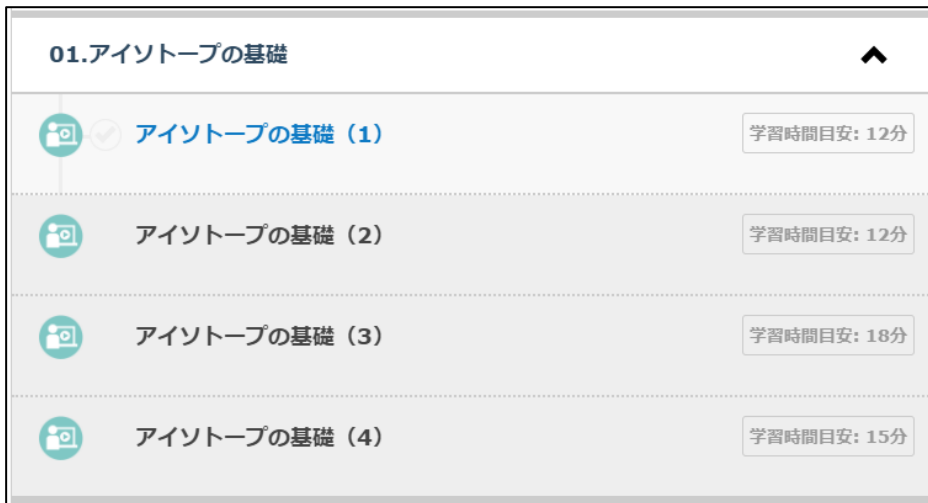 01.アイソトープの基礎
アイソトープの基礎（1）
学習時間目安: 12分
アイソトープの基礎（2）
学習時間目安: 12分
アイソトープの基礎（3）
学習時間目安: 18分
アイソトープの基礎（4）
学習時間目安: 15分